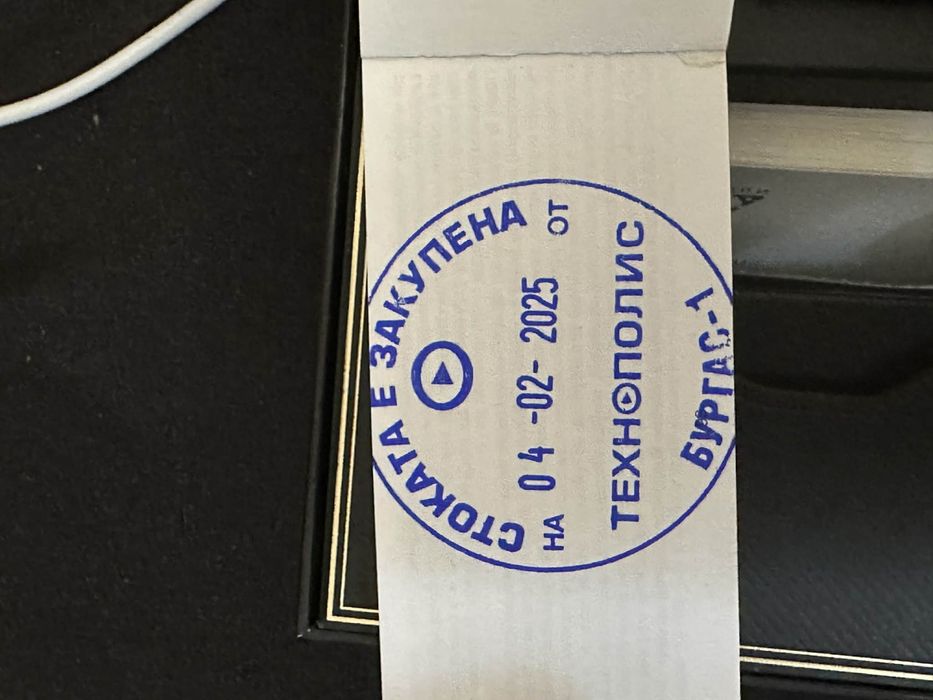 СТОКАТА Е ЗАКУПЕНА
НА 04-02-2025 ОТ
ТЕХНОПОЛИС
БУРГАС-1